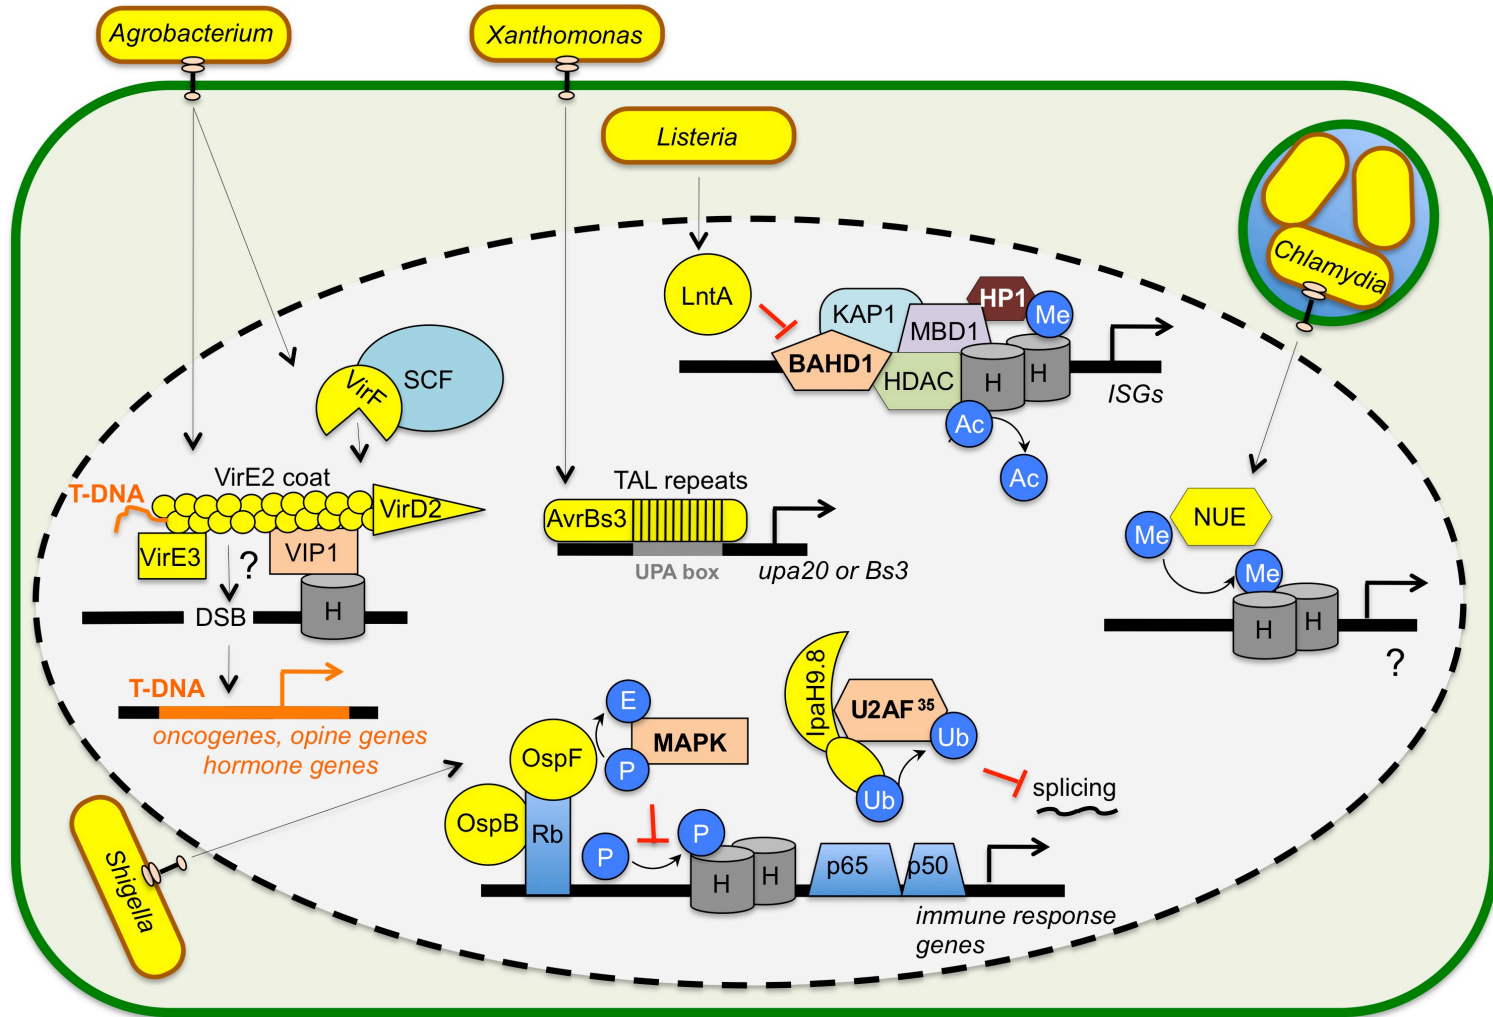 Agrobacterium
Xanthomonas
Listeria
Chlamydia
LntA
KAP1
MBD1
HP1
Me
BAHD1
HDAC
H
H
ISGs
Ac
Ac
VirF
SCF
VirE2 coat
T-DNA
VirD2
VirE3
?
VIP1
H
DSB
T-DNA
oncogenes, opine genes
hormone genes
TAL repeats
AvrBs3
UPA box
upa20 or Bs3
NUE
Me
Me
H
H
?
Shigella
OspF
OspB
Rb
E
P
MAPK
P
P
H
H
IpaH9.8
U2AF 35
Ub
Ub
splicing
p65
p50
immune response
genes